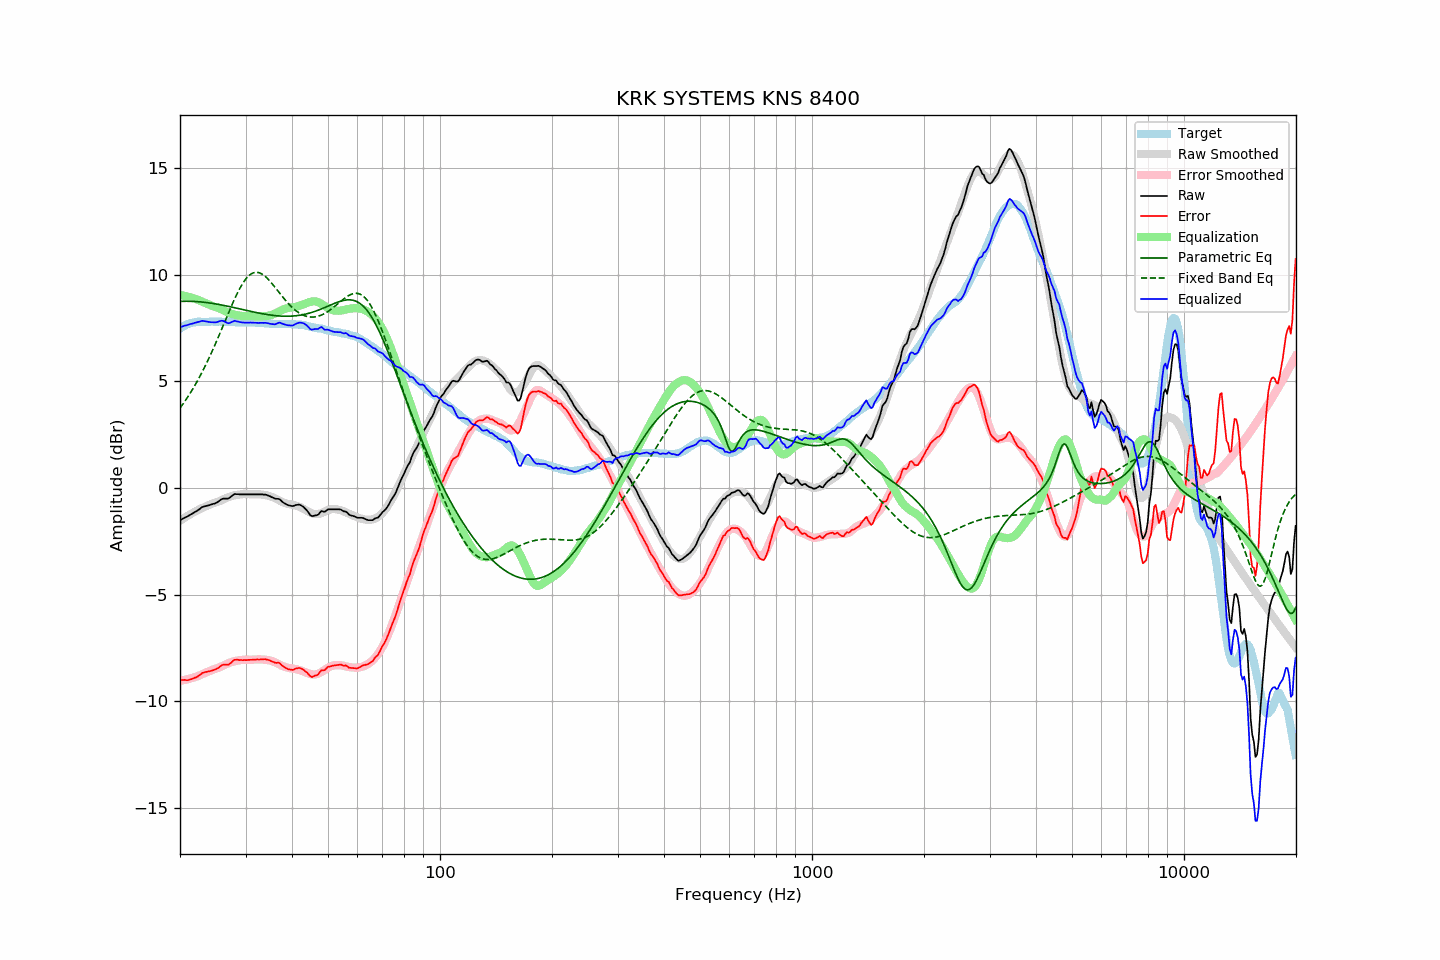 KRK SYSTEMS KNS 8400
Target
Raw Smoothed
Error Smoothed
Raw
Error
Equalization
Parametric Eq
Fixed Band Eq
Equalized
15
10
5
0
−5
−10
−15
Amplitude (dBr)
100 1000 10000
Frequency (Hz)